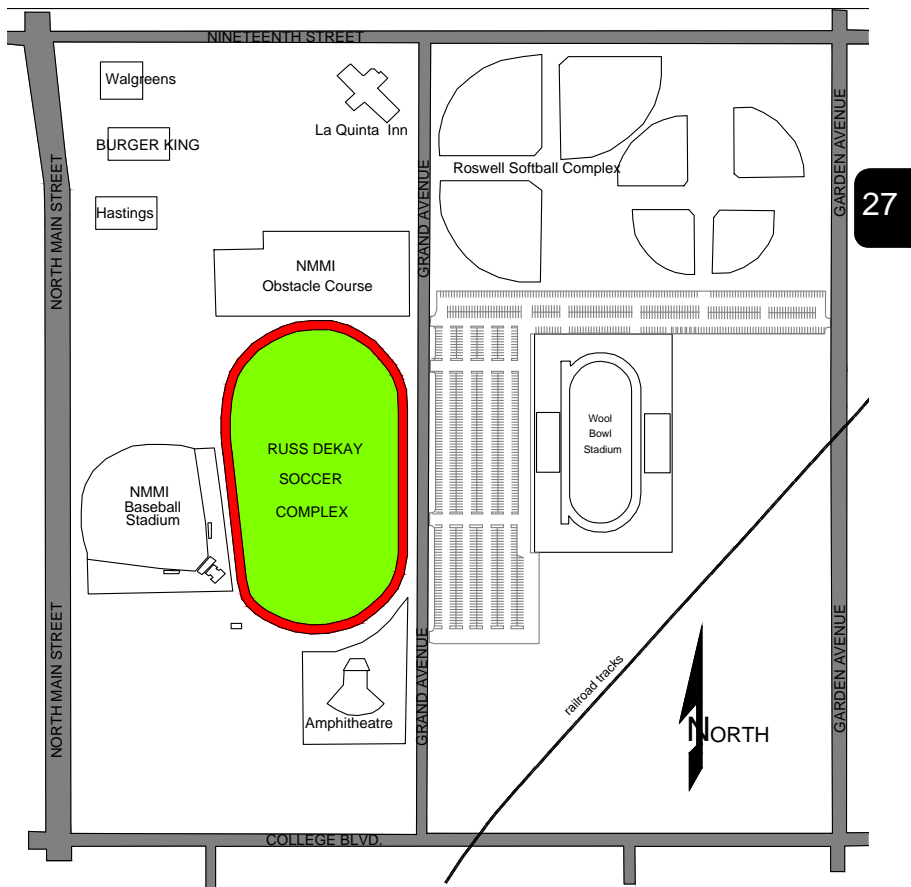 NINETEENTH STREET
Walgreens
La Quinta Inn
BURGER KING
Roswell Softball Complex
Hastings
NORTH MAIN STREET
GRAND AVENUE
GARDEN AVENUE
27
NMMI
Obstacle Course
RUSS DEKAY
SOCCER
COMPLEX
Wool
Bowl
Stadium
NMMI
Baseball
Stadium
NORTH MAIN STREET
GRAND AVENUE
GARDEN AVENUE
railroad tracks
Amphitheatre
NORTH
COLLEGE BLVD.